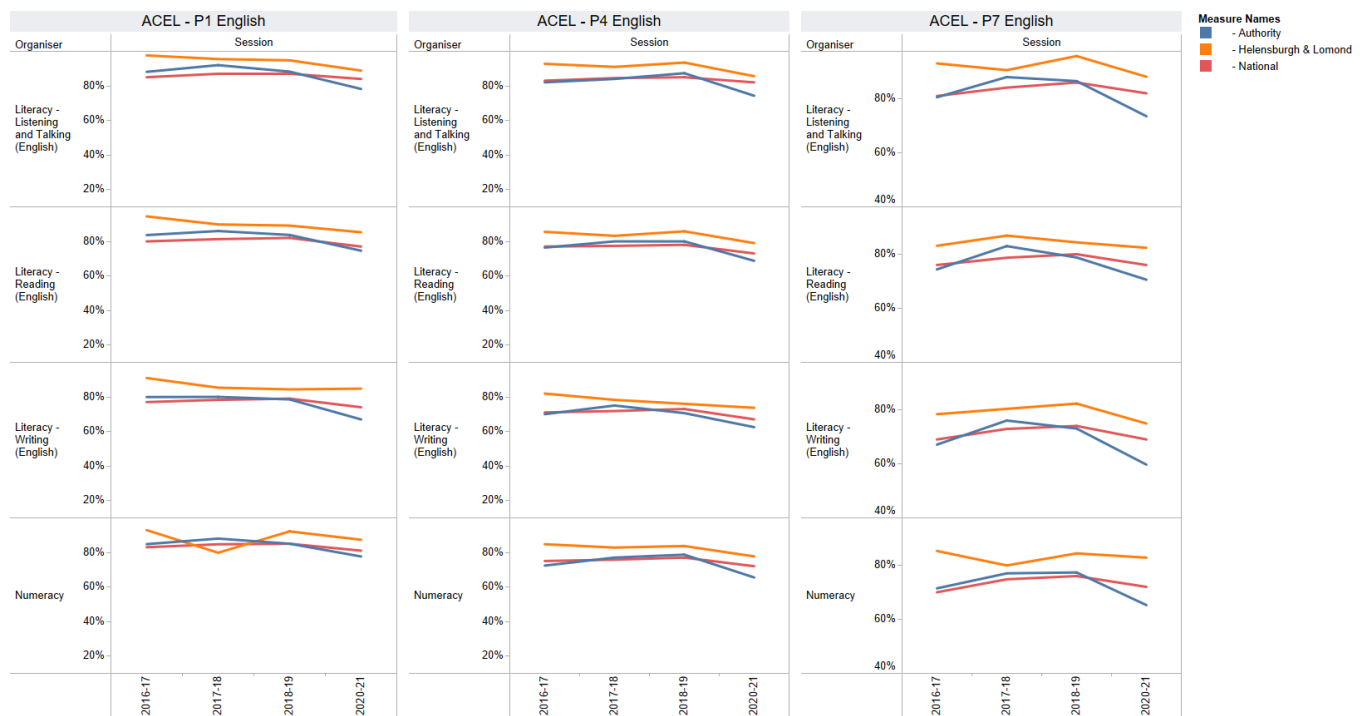 ACEL - P1 English
Organiser
Session
Literacy -
Listening
and Talking
(English)
80%
60%
40%
20%
Literacy -
Reading
(English)
80%
60%
40%
20%
Literacy -
Writing
(English)
80%
60%
40%
20%
Numeracy
80%
60%
40%
20%
2016-17
2017-18
2018-19
2020-21
ACEL - P4 English
Organiser
Session
Literacy -
Listening
and Talking
(English)
80%
60%
40%
20%
Literacy -
Reading
(English)
80%
60%
40%
20%
Literacy -
Writing
(English)
80%
60%
40%
20%
Numeracy
80%
60%
40%
20%
2016-17
2017-18
2018-19
2020-21
ACEL - P7 English
Organiser
Session
Literacy -
Listening
and Talking
(English)
80%
60%
40%
Literacy -
Reading
(English)
80%
60%
40%
Literacy -
Writing
(English)
80%
60%
40%
Numeracy
80%
60%
40%
2016-17
2017-18
2018-19
2020-21
Measure Names
- Authority
- Helensburgh & Lomond
- National